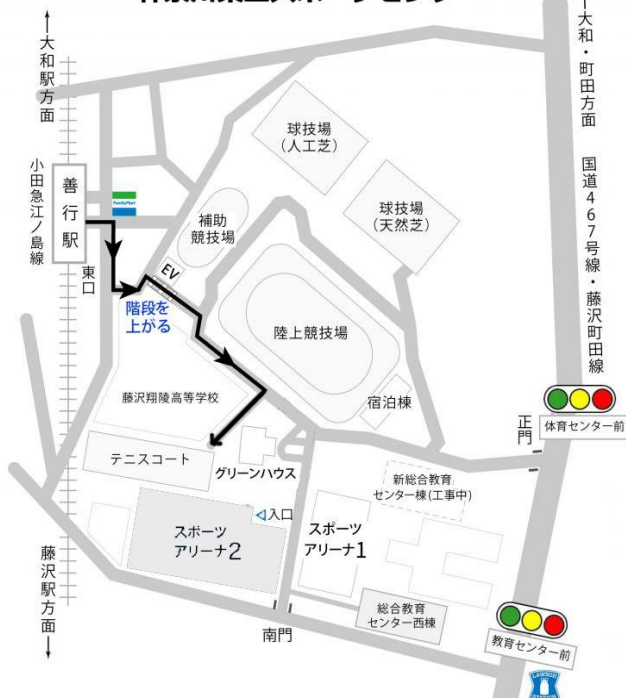 大和駅方面
大和・町田方面
国道467号線・藤沢町田線
球技場
(人工芝)
球技場
(天然芝)
小田急江ノ島線
善行駅
FamilyMart
補助
競技場
東口
EV
階段を
上がる
陸上競技場
藤沢翔陵高等学校
宿泊棟
正門
体育センター前
テニスコート
グリーンハウス
新総合教育
センター棟(工事中)
入口
スポーツ
アリーナ2
スポーツ
アリーナ1
藤沢駅方面
総合教育
センター西棟
南門
教育センター前
LAWSON
STATION